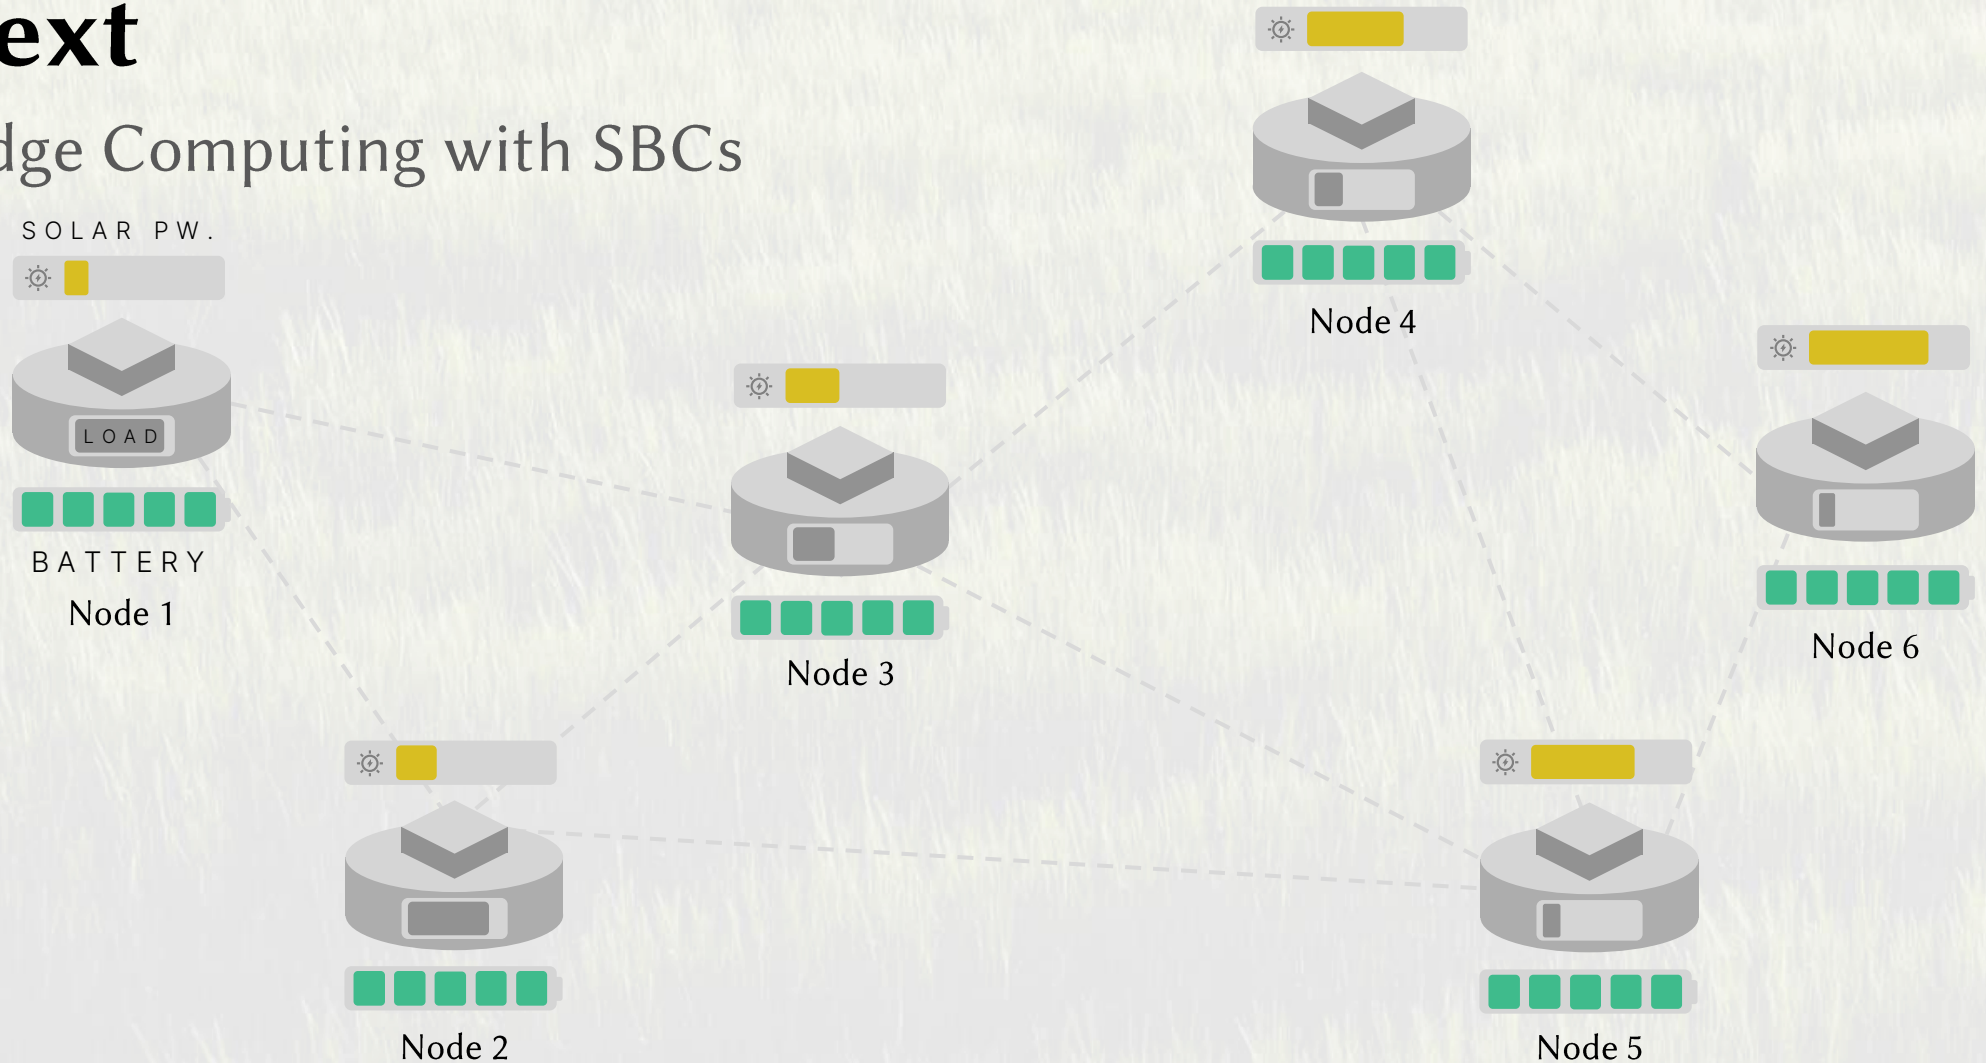 ext
dge Computing with SBCs
SOLAR PW.
LOAD
BATTERY
Node 1
Node 2
Node 3
Node 4
Node 5
Node 6